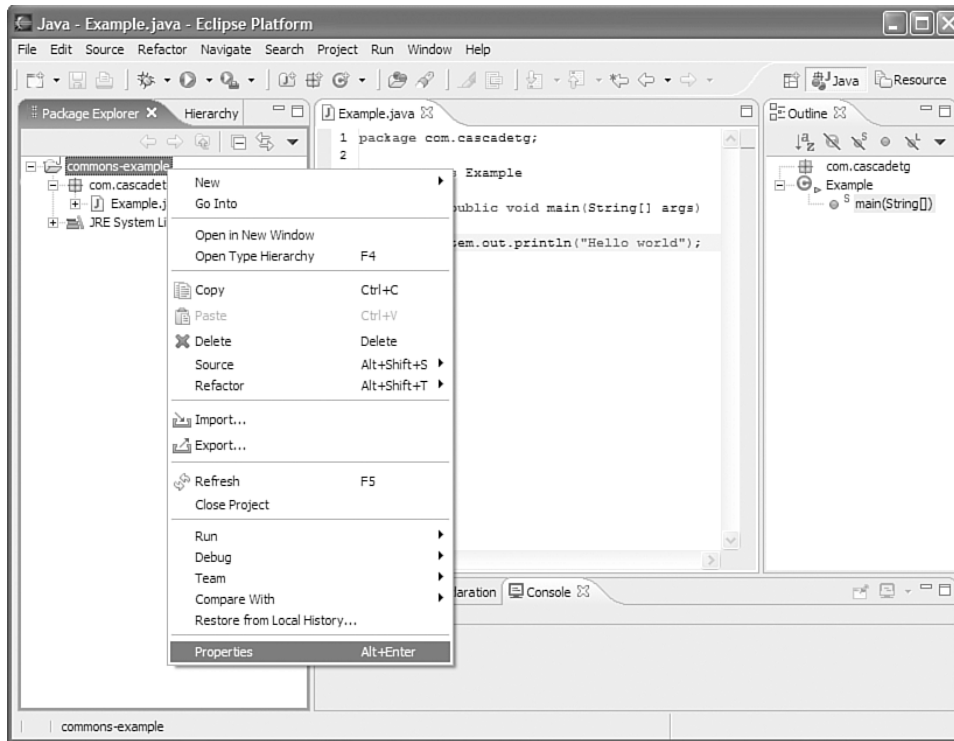 Java - Example.java - Eclipse Platform
File Edit Source Refactor Navigate Search Project Run Window Help
Java Resource
Package Explorer Hierarchy
commons-example
com.cascadet
Example.j
JRE System Li
New
Go Into
Open in New Window
Open Type Hierarchy F4
Copy Ctrl+C
Paste Ctrl+V
Delete Delete
Source Alt+Shift+S
Refactor Alt+Shift+T
Import...
Export...
Refresh F5
Close Project
Run
Debug
Team
Compare With
Restore from Local History...
Properties Alt+Enter
Example.java
1 package com.cascadetg;
2
s Example
public void main(String[] args)
tem.out.println("Hello world");
Outline
com.cascadetg
Example
main(String[])
laration Console
commons-example